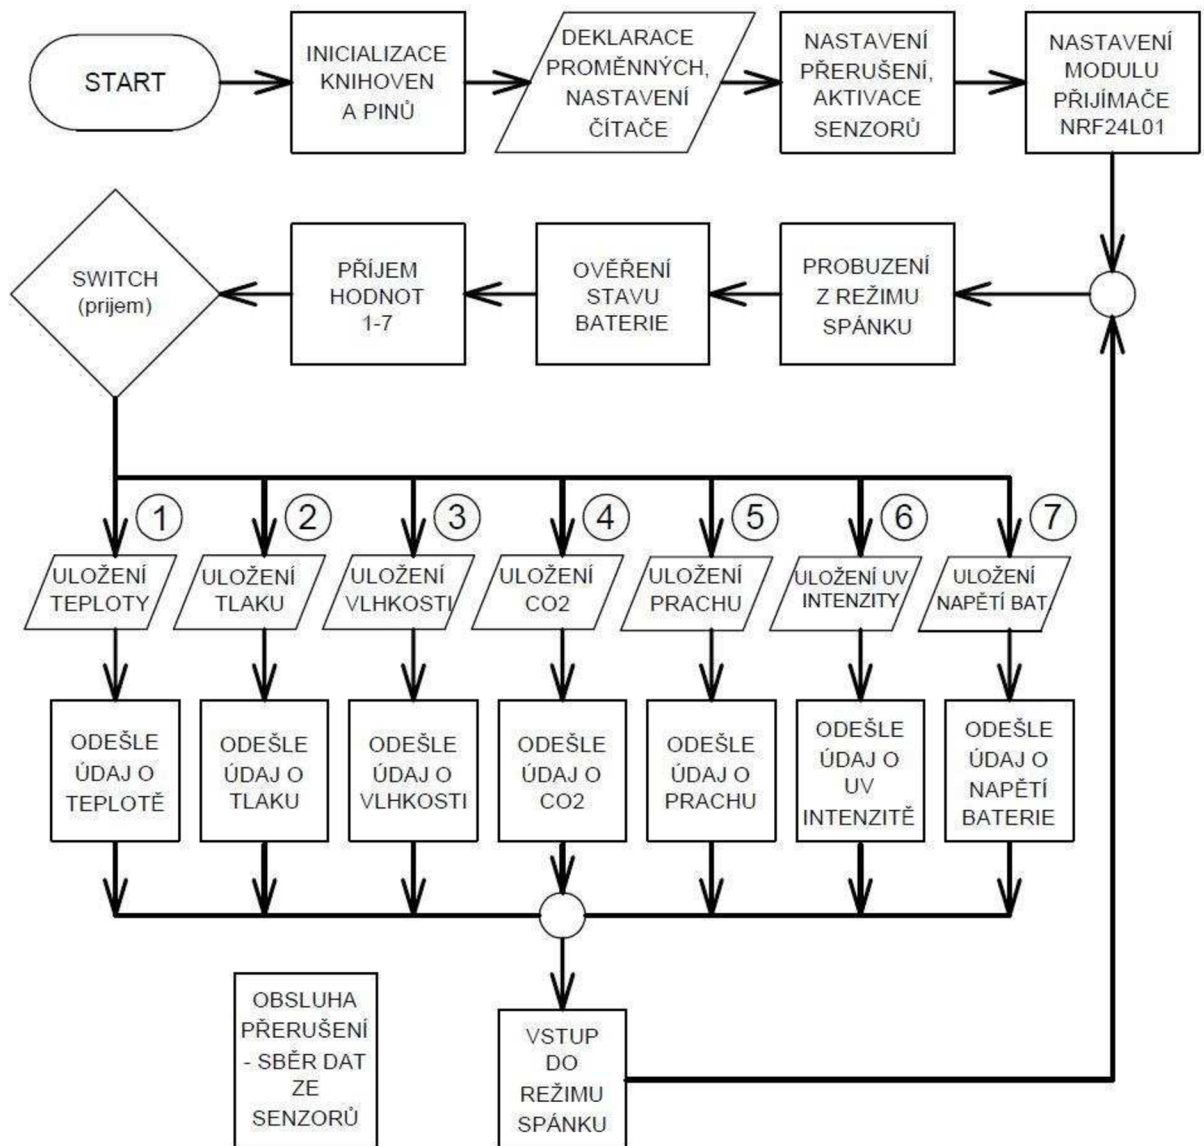 START
INICIALIZACE
KNIHOVEN
A PINŮ
DEKLARACE
PROMĚNNÝCH,
NASTAVENÍ
ČÍTAČE
NASTAVENÍ
PŘERUŠENÍ,
AKTIVACE
SENZORŮ
NASTAVENÍ
MODULU
PŘIJÍMAČE
NRF24L01
SWITCH
(prijem)
PŘÍJEM
HODNOT
1-7
OVĚŘENÍ
STAVU
BATERIE
PROBUZENÍ
Z REŽIMU
SPÁNKU
1
2
3
4
5
6
7
ULOŽENÍ
TEPLOTY
ULOŽENÍ
TLAKU
ULOŽENÍ
VLHKOSTI
ULOŽENÍ
CO2
ULOŽENÍ
PRACHU
ULOŽENÍ UV
INTENZITY
ULOŽENÍ
NAPĚTÍ BAT.
ODEŠLE
ÚDAJ O
TEPLOTĚ
ODEŠLE
ÚDAJ O
TLAKU
ODEŠLE
ÚDAJ O
VLHKOSTI
ODEŠLE
ÚDAJ O
CO2
ODEŠLE
ÚDAJ O
PRACHU
ODEŠLE
ÚDAJ O
UV
INTENZITĚ
ODEŠLE
ÚDAJ O
NAPĚTÍ
BATERIE
OBSLUHA
PŘERUŠENÍ
- SBĚR DAT
ZE
SENZORŮ
VSTUP
DO
REŽIMU
SPÁNKU